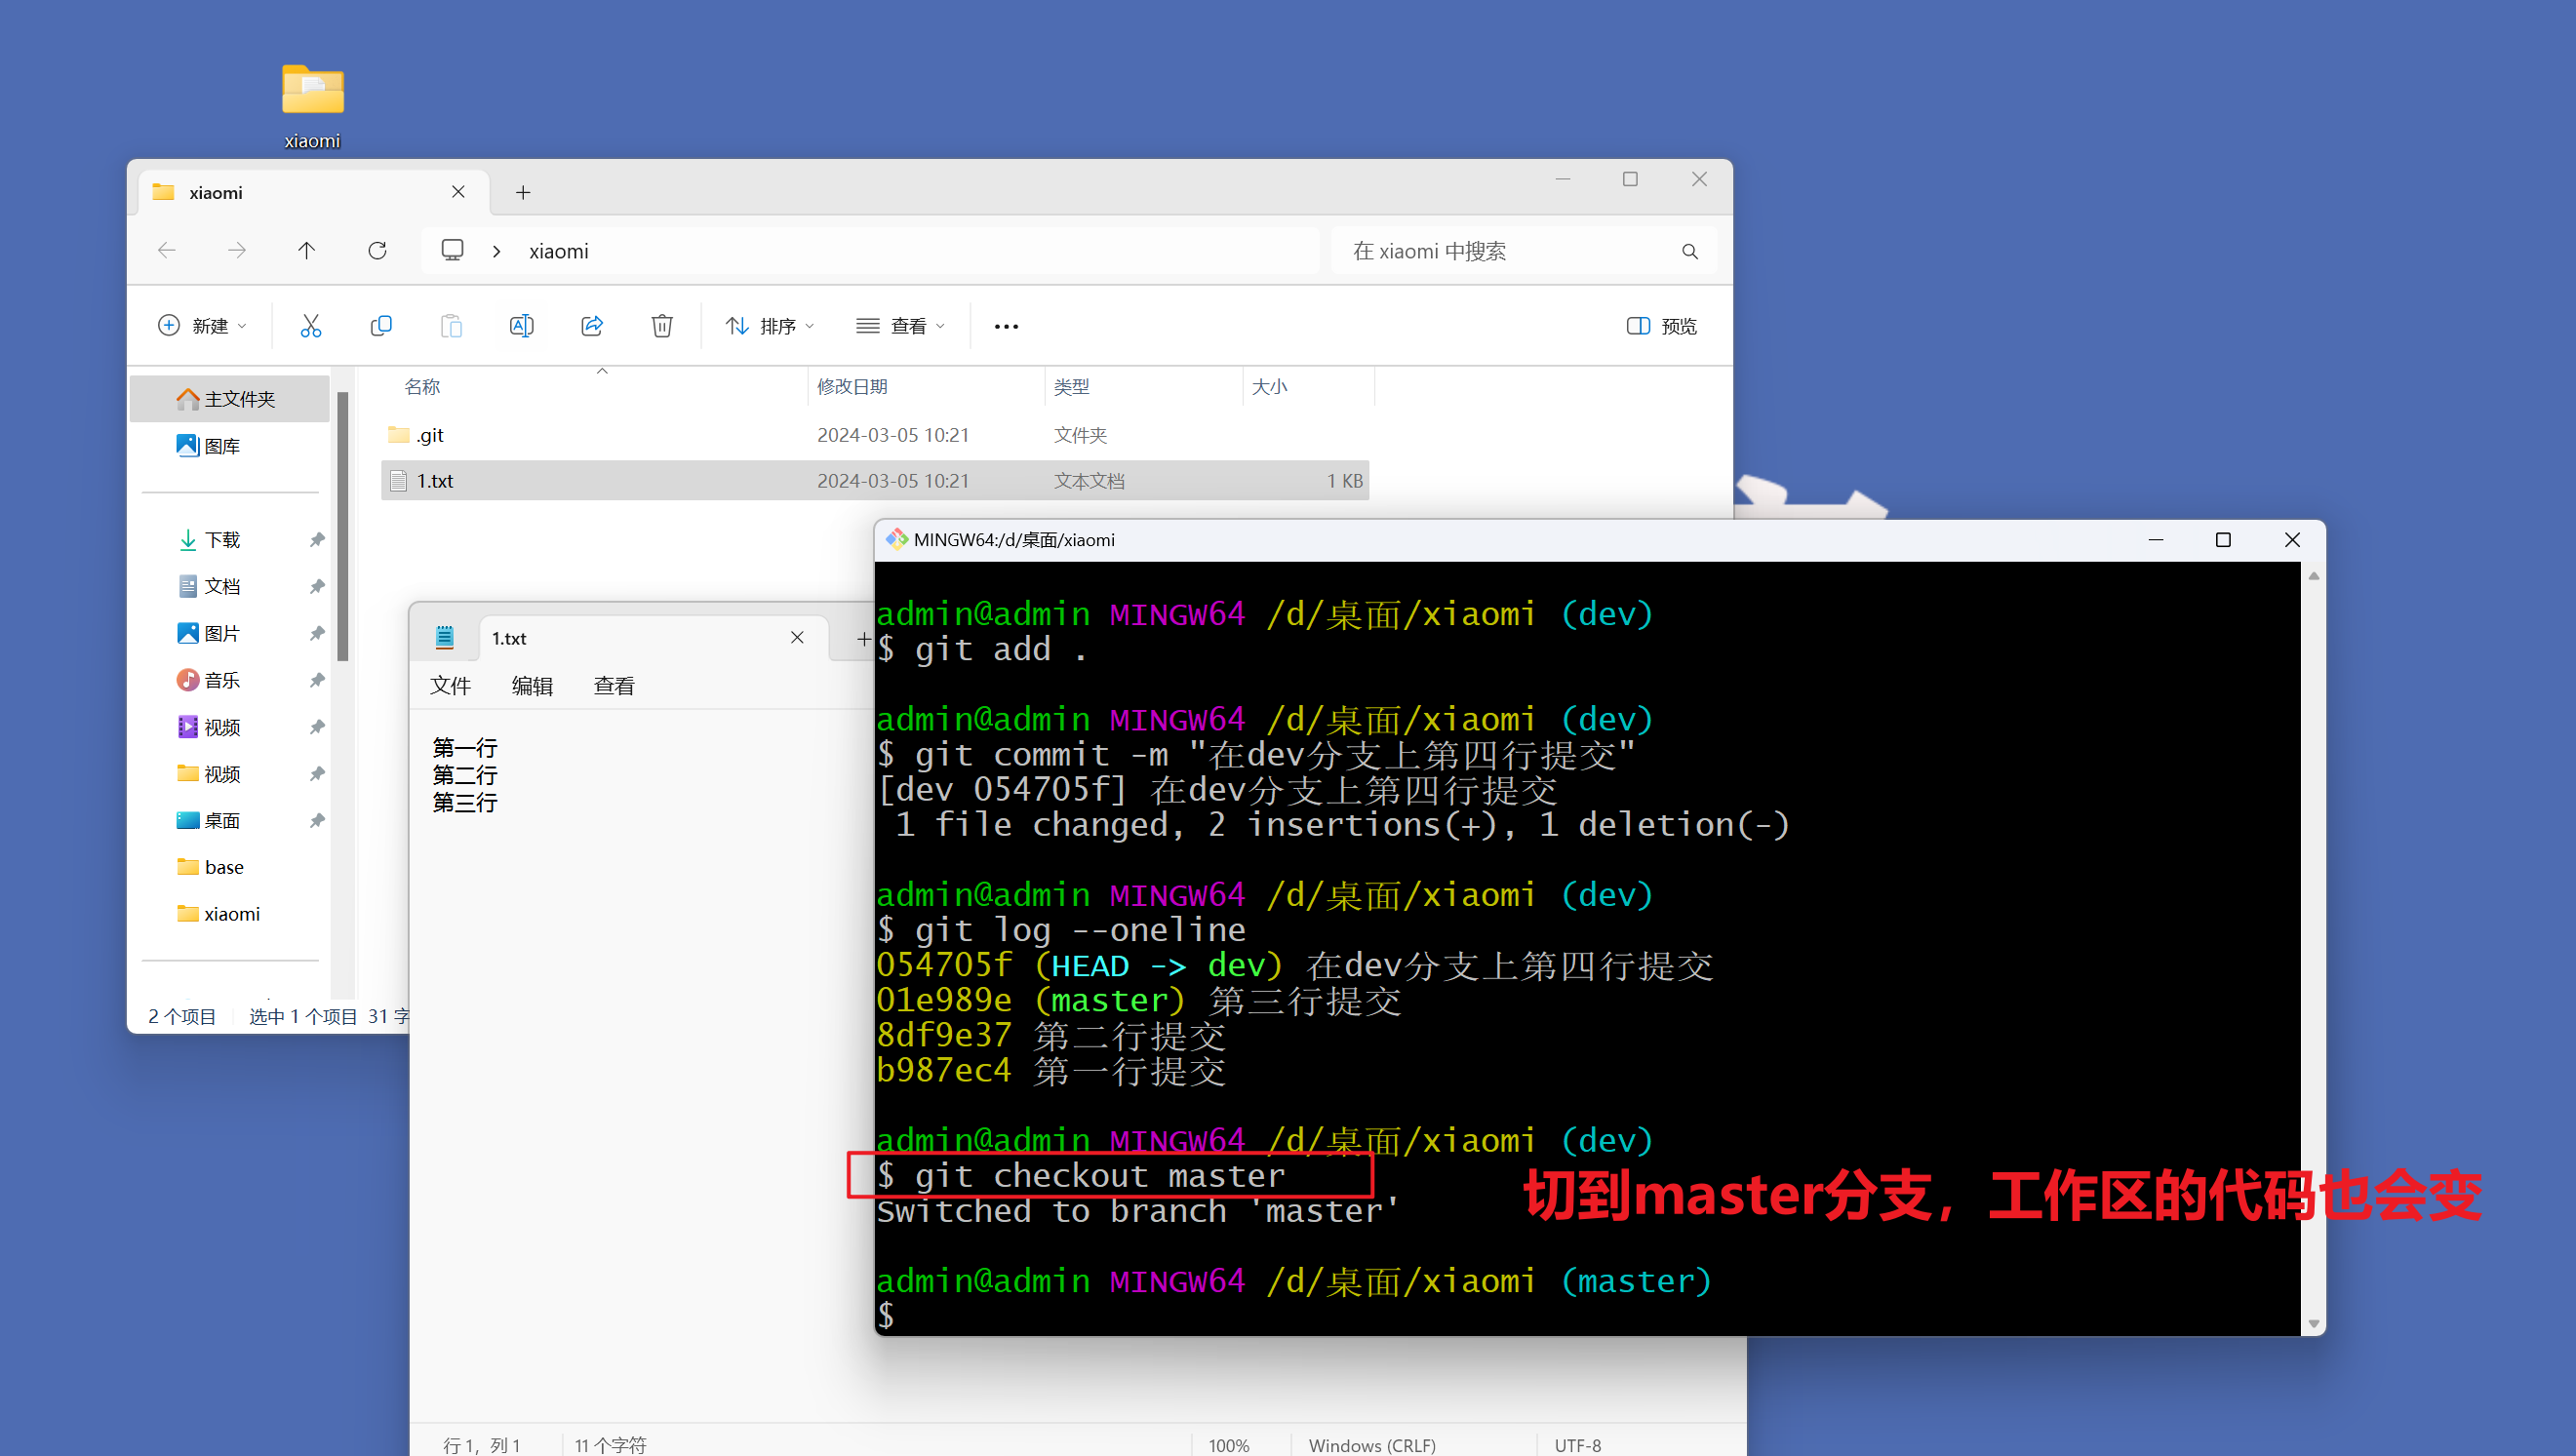 xiaomi
xiaomi
xiaomi
在 xiaomi 中搜索
新建
排序
查看
预览
名称
修改日期
类型
大小
主文件夹
图库
下载
文档
图片
音乐
视频
视频
桌面
base
xiaomi
.git 2024-03-05 10:21 文件夹
1.txt 2024-03-05 10:21 文本文档 1 KB
2 个项目 选中 1 个项目 31 字
1.txt
文件 编辑 查看
第一行
第二行
第三行
行 1，列 1 11 个字符 100% Windows (CRLF) UTF-8
MINGW64:/d/桌面/xiaomi
admin@admin MINGW64 /d/桌面/xiaomi (dev)
$ git add .
admin@admin MINGW64 /d/桌面/xiaomi (dev)
$ git commit -m "在dev分支上第四行提交"
[dev 054705f] 在dev分支上第四行提交
1 file changed, 2 insertions(+), 1 deletion(-)
admin@admin MINGW64 /d/桌面/xiaomi (dev)
$ git log --oneline
054705f (HEAD -> dev) 在dev分支上第四行提交
01e989e (master) 第三行提交
8df9e37 第二行提交
b987ec4 第一行提交
admin@admin MINGW64 /d/桌面/xiaomi (dev)
$ git checkout master
Switched to branch 'master'
切到master分支，工作区的代码也会变
admin@admin MINGW64 /d/桌面/xiaomi (master)
$